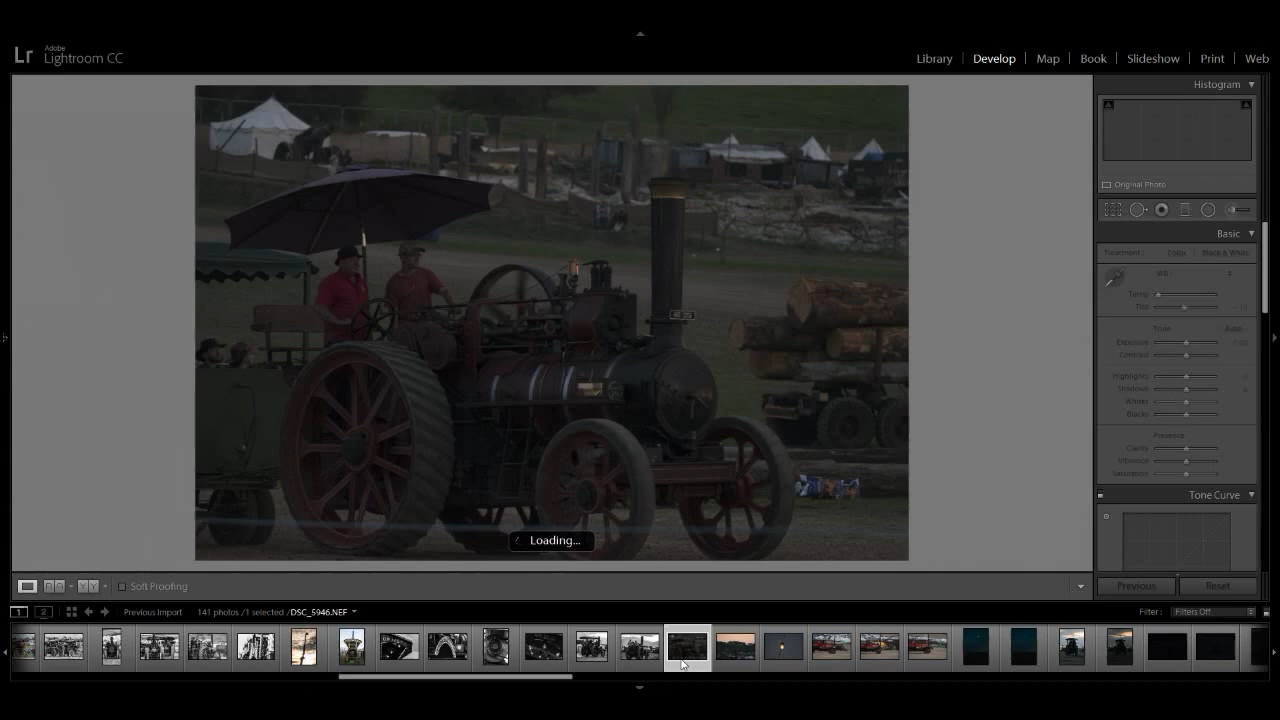 Lr Adobe Lightroom CC
Library | Develop | Map | Book | Slideshow | Print | Web
Histogram
Original Photo
Basic
Treatment : Color | Black & White
WB :
Temp
Tint
Tone Auto
Exposure
Contrast
Highlights
Shadows
Whites
Blacks
Presence
Clarity
Vibrance
Saturation
Tone Curve
Loading...
Soft Proofing
Previous Reset
1 2 Previous Import 141 photos / 1 selected / DSC_5946.NEF Filter : Filters Off